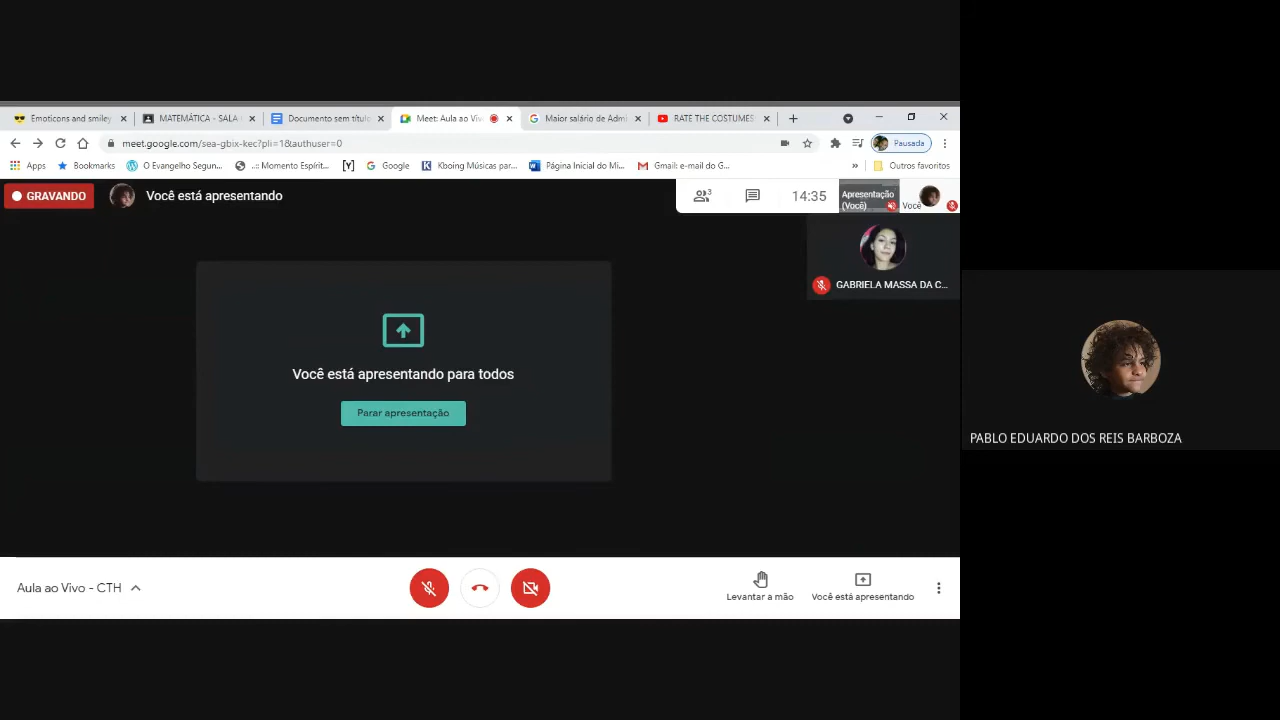 Emoticons and smiley
MATEMÁTICA - SALA
Documento sem título
Meet: Aula ao Viv
Maior salário de Admi
RATE THE COSTUMES
meet.google.com/sea-gbix-kec?pli=1&authuser=0
Pausada
Apps
Bookmarks
O Evangelho Segun...
..:: Momento Espírit...
[Y]
Google
Kboing Músicas par...
Página Inicial do Mi...
Gmail: e-mail do G...
»
Outros favoritos
GRAVANDO
Você está apresentando
3
14:35
Apresentação
(Você)
Você
GABRIELA MASSA DA C...
Você está apresentando para todos
Parar apresentação
PABLO EDUARDO DOS REIS BARBOZA
Aula ao Vivo - CTH
Levantar a mão
Você está apresentando